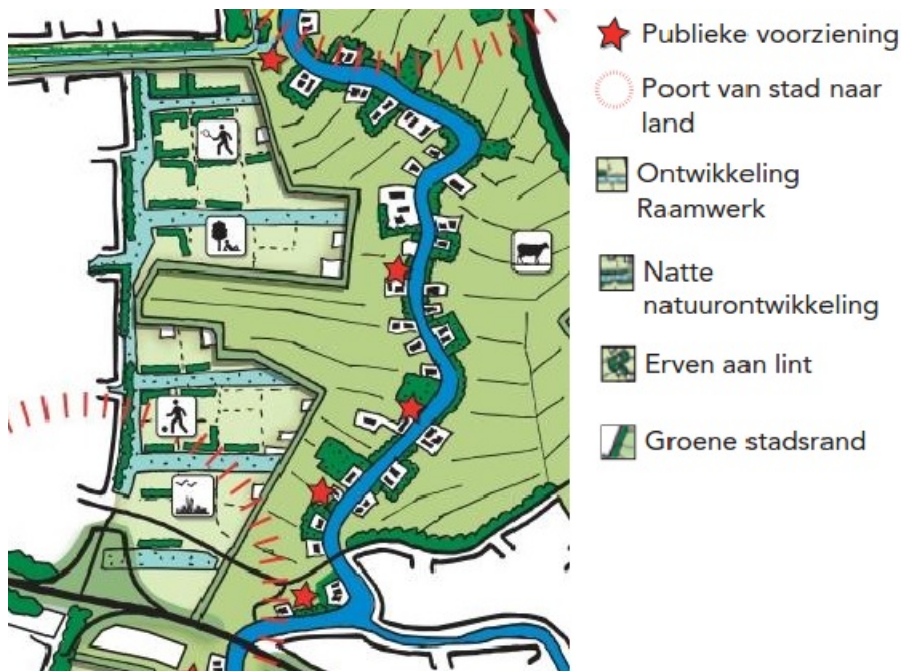 Publieke voorziening
Poort van stad naar
land
Ontwikkeling
Raamwerk
Natte
natuurontwikkeling
Erven aan lint
Groene stadsrand